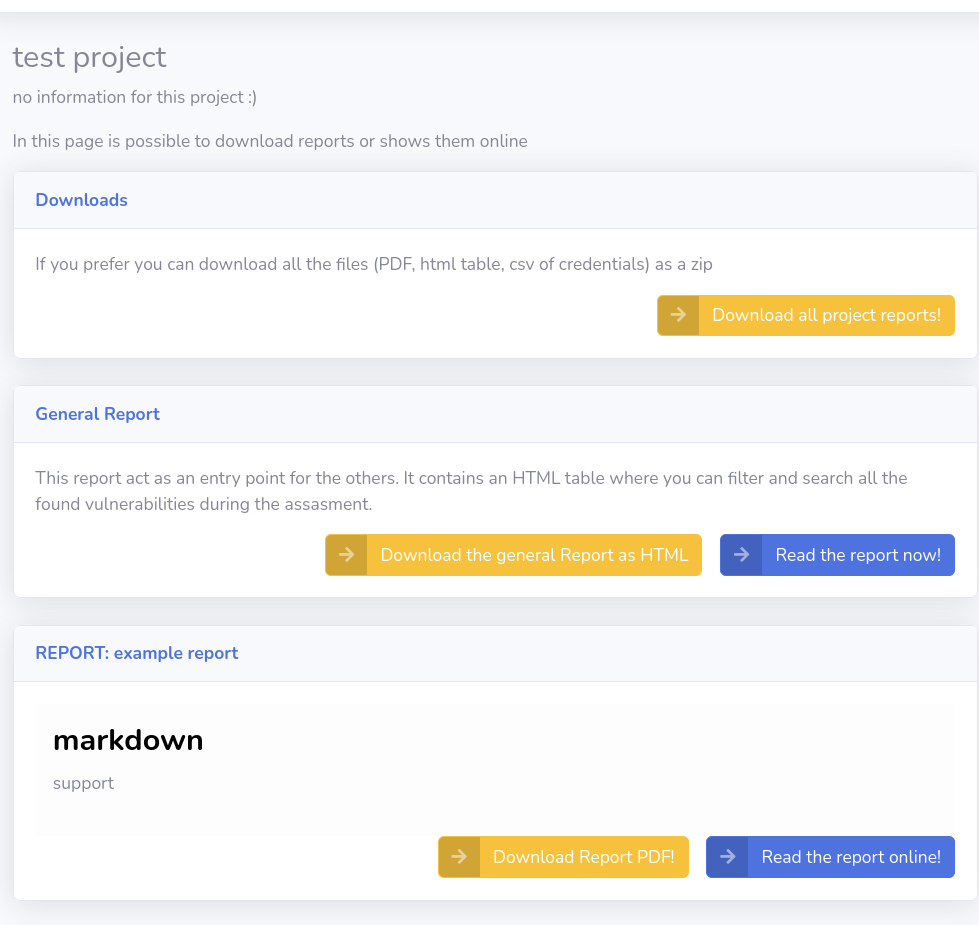 test project
no information for this project :)
In this page is possible to download reports or shows them online
Downloads
If you prefer you can download all the files (PDF, html table, csv of credentials) as a zip
Download all project reports!
General Report
This report act as an entry point for the others. It contains an HTML table where you can filter and search all the
found vulnerabilities during the assasment.
Download the general Report as HTML
Read the report now!
REPORT: example report
markdown
support
Download Report PDF!
Read the report online!